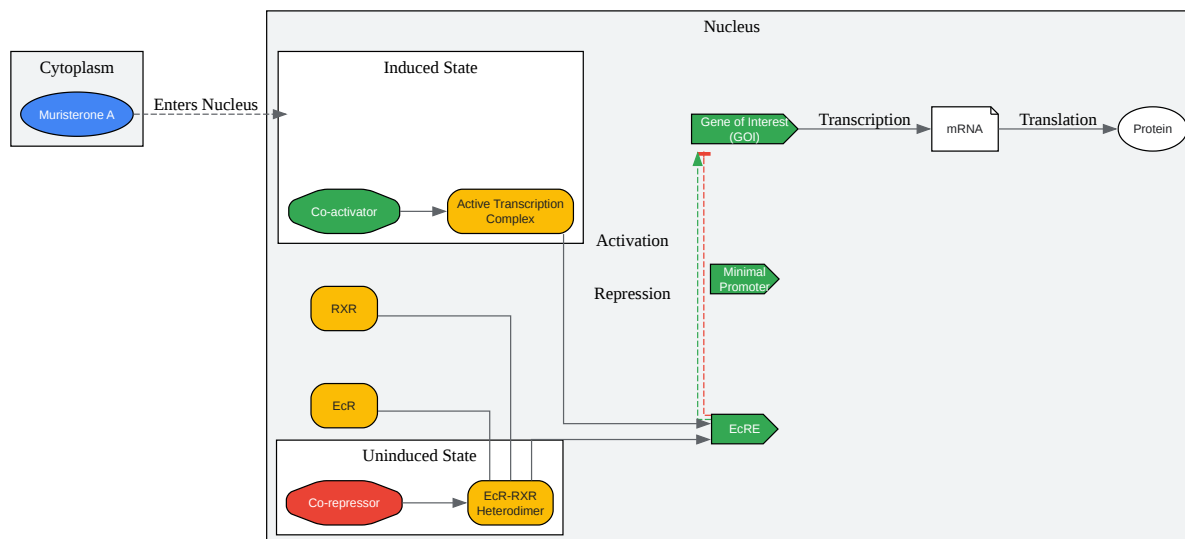 Nucleus
Cytoplasm
Induced State
Muristerone A
Enters Nucleus
Gene of Interest
(GOI)
Transcription
mRNA
Translation
Protein
Co-activator
Active Transcription
Complex
Activation
Minimal
Promoter
Repression
RXR
EcR
EcRE
Uninduced State
Co-repressor
EcR-RXR
Heterodimer